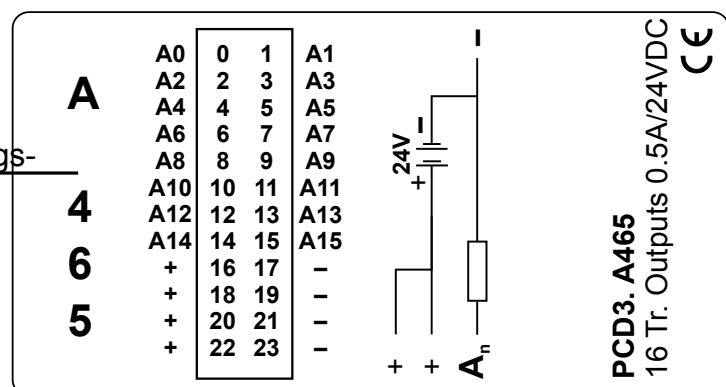 A
4
6
5
gs-
A0 0 1 A1
A2 2 3 A3
A4 4 5 A5
A6 6 7 A7
A8 8 9 A9
A10 10 11 A11
A12 12 13 A13
A14 14 15 A15
+ 16 17 –
+ 18 19 –
+ 20 21 –
+ 22 23 –
–
–
24V
+
+ + An
PCD3. A465
16 Tr. Outputs 0.5A/24VDC
CE